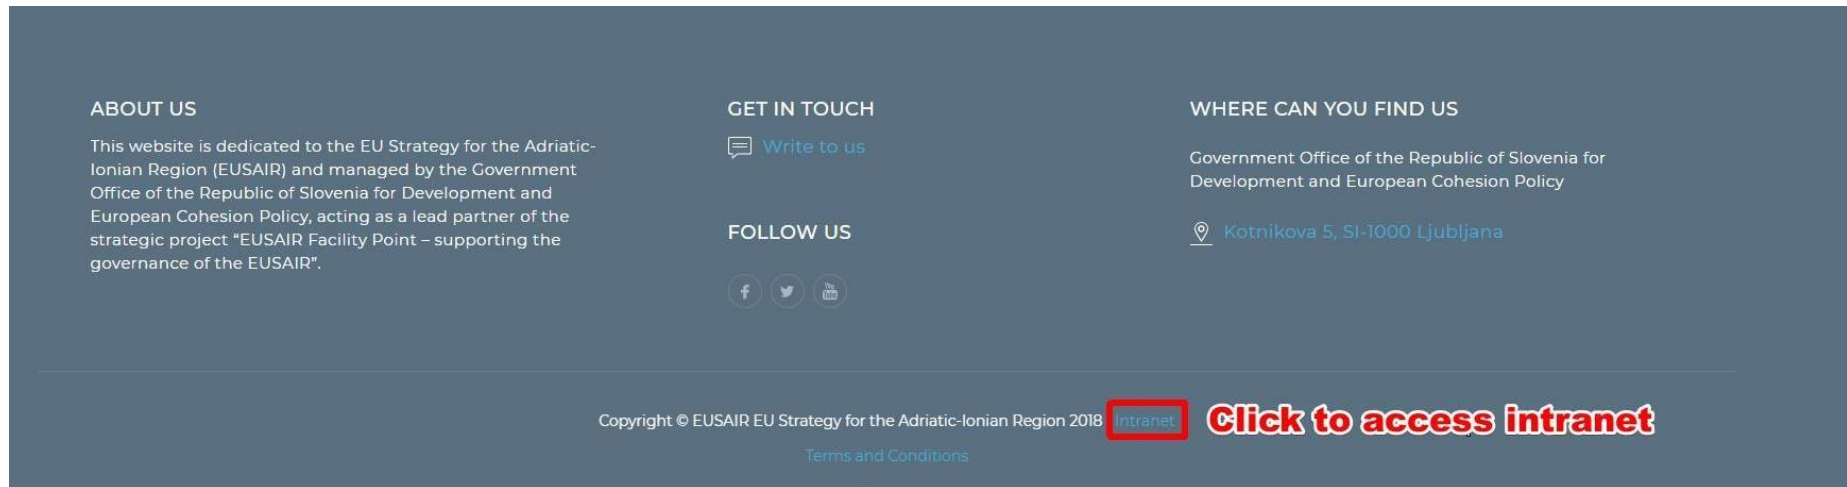 ABOUT US
This website is dedicated to the EU Strategy for the Adriatic-
Ionian Region (EUSAIR) and managed by the Government
Office of the Republic of Slovenia for Development and
European Cohesion Policy, acting as a lead partner of the
strategic project “EUSAIR Facility Point – supporting the
governance of the EUSAIR”.
GET IN TOUCH
Write to us
FOLLOW US
You
Tube
WHERE CAN YOU FIND US
Government Office of the Republic of Slovenia for
Development and European Cohesion Policy
Kotnikova 5, SI-1000 Ljubljana
Copyright © EUSAIR EU Strategy for the Adriatic-Ionian Region 2018 Intranet
Click to access intranet
Terms and Conditions